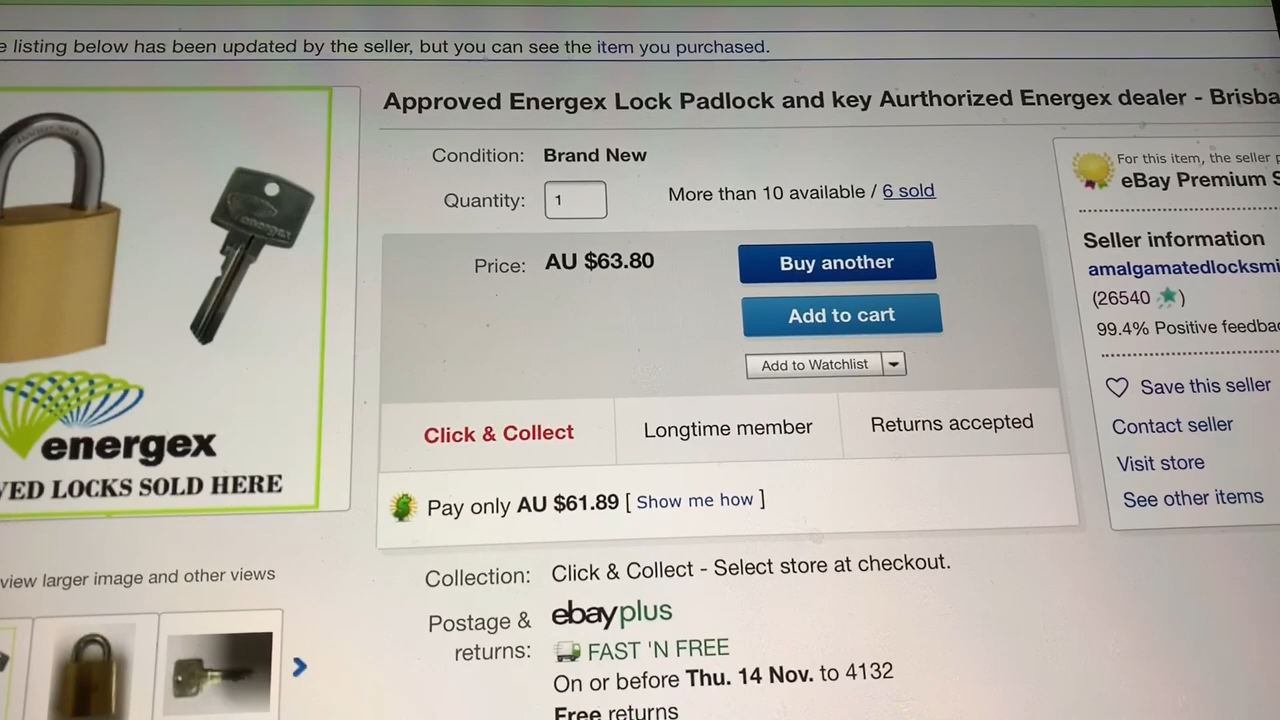 listing below has been updated by the seller, but you can see the item you purchased.
Approved Energex Lock Padlock and key Aurthorized Energex dealer -
Condition: Brand New
Quantity: 1
More than 10 available / 6 sold
Price: AU $63.80
Buy another
Add to cart
Add to Watchlist
Click & Collect
Longtime member
Returns accepted
Pay only AU $61.89 [ Show me how ]
Collection: Click & Collect - Select store at checkout.
Postage & returns:
ebayplus
FAST 'N FREE
On or before Thu. 14 Nov. to 4132
Free returns
For this item, the seller
eBay Premium
Seller information
amalgamatedlocksmi
(26540)
99.4% Positive
Save this seller
Contact seller
Visit store
See other items
energex
energex
LOCKS SOLD HERE
view larger image and other views